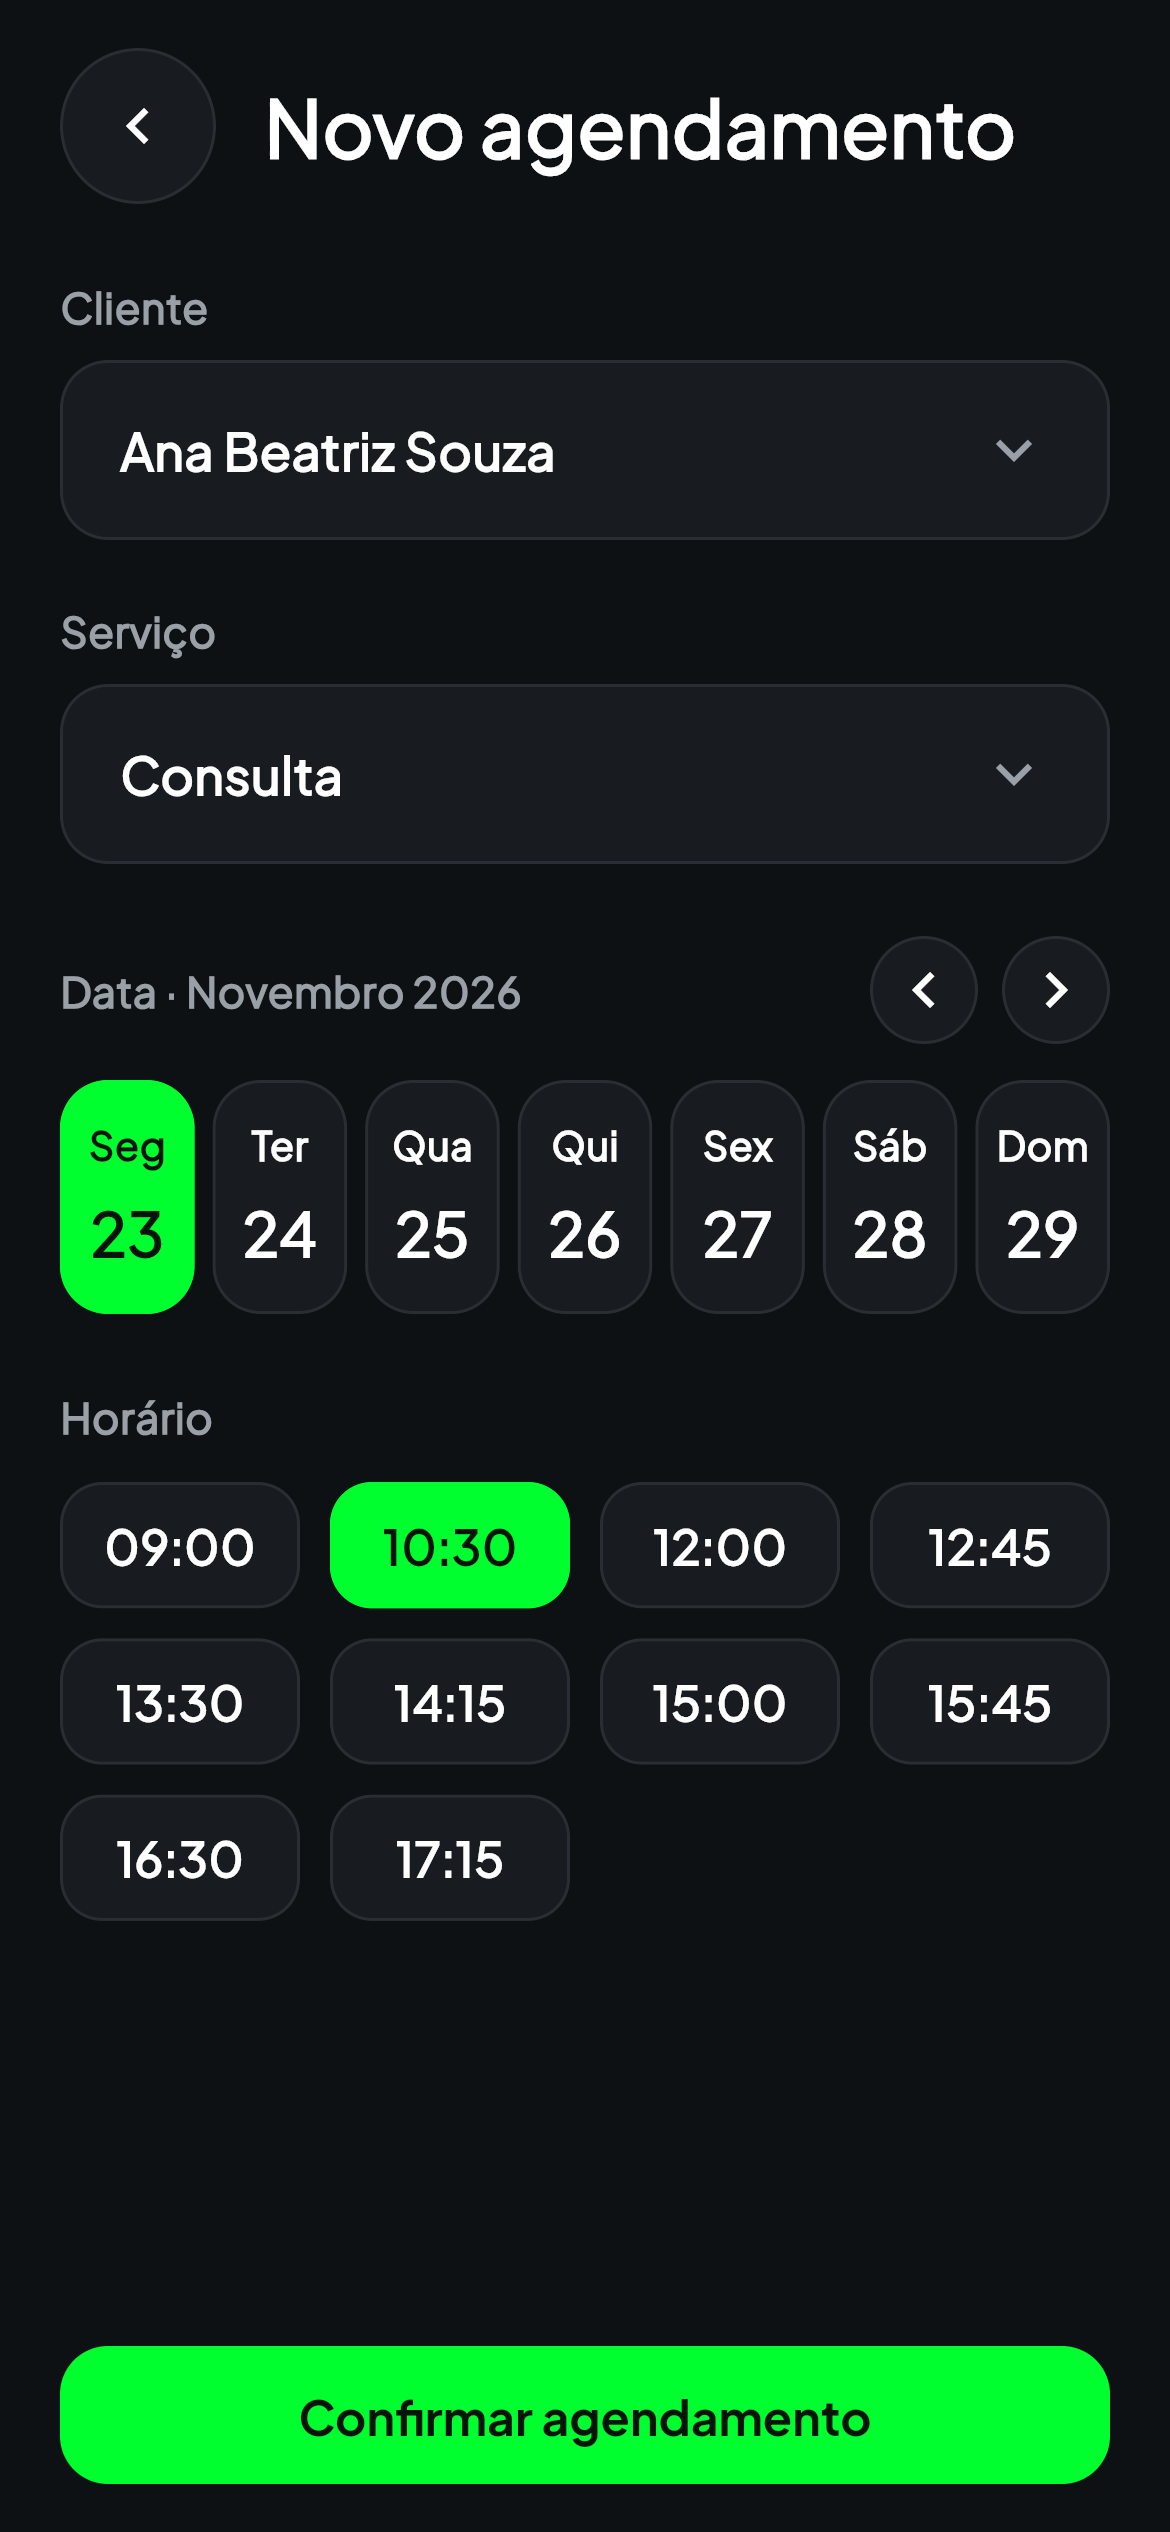 Novo agendamento
Cliente
Ana Beatriz Souza
Serviço
Consulta
Data · Novembro 2026
Seg Ter Qua Qui Sex Sáb Dom
23 24 25 26 27 28 29
Horário
09:00 10:30 12:00 12:45
13:30 14:15 15:00 15:45
16:30 17:15
Confirmar agendamento